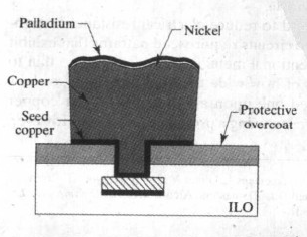 Palladium
Nickel
Copper
Seed
copper
Protective
overcoat
ILO